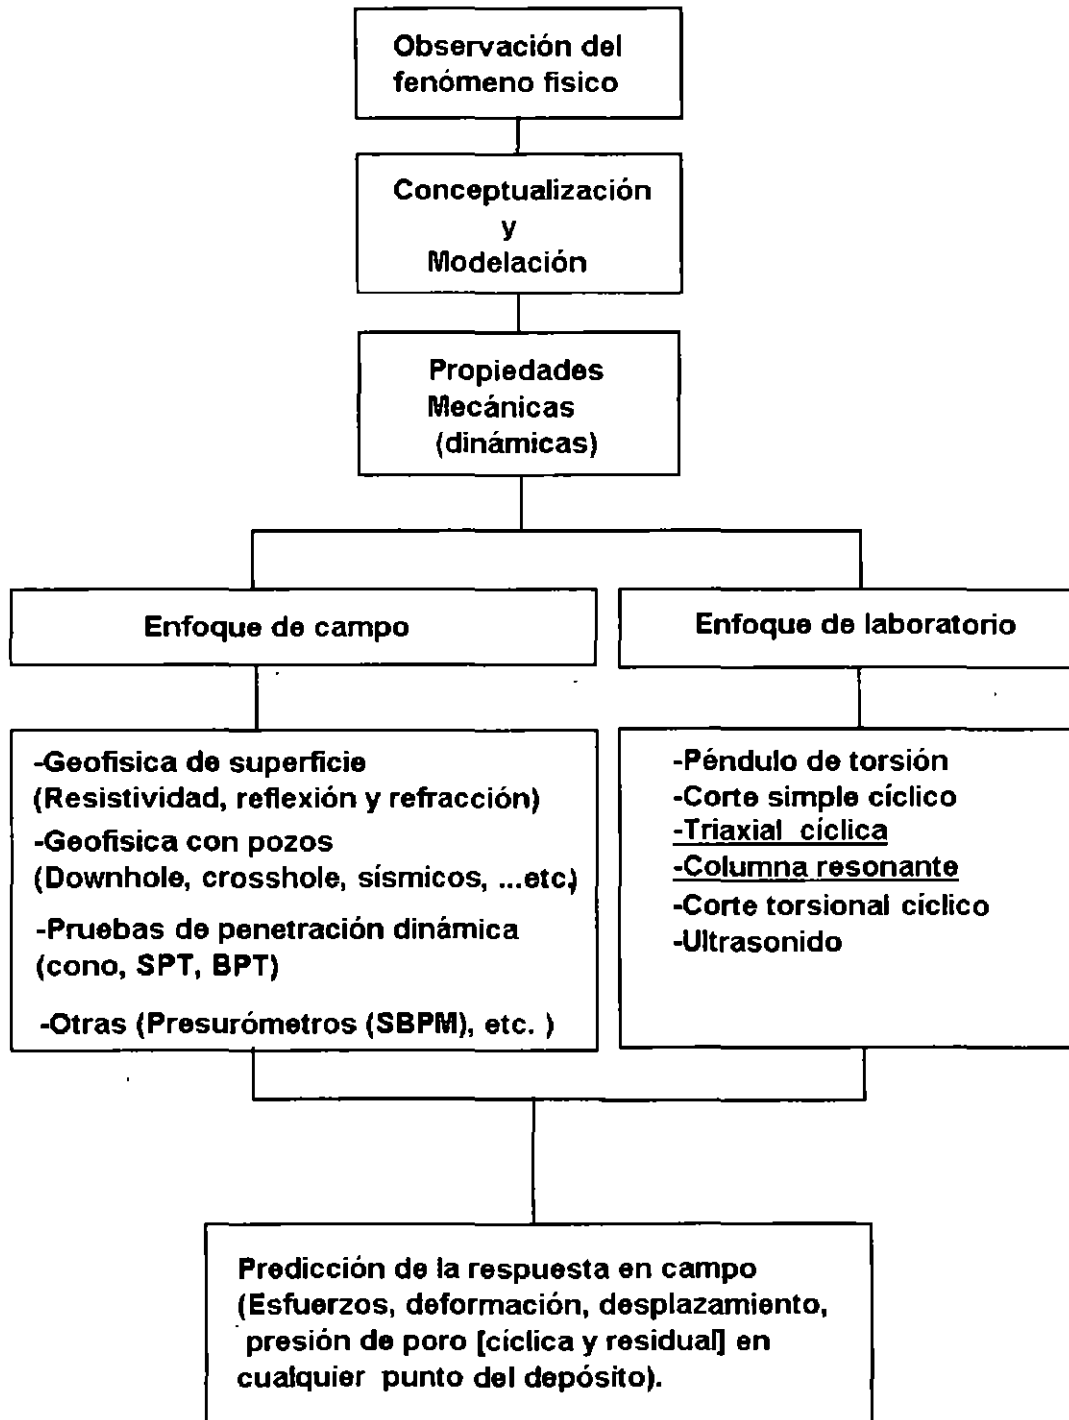 Observación del
fenómeno fisico
Conceptualización
y
Modelación
Propiedades
Mecánicas
(dinámicas)
Enfoque de campo
Enfoque de laboratorio
-Geofisica de superficie
(Resistividad, reflexión y refracción)
-Geofisica con pozos
(Downhole, crosshole, sísmicos, ...etc.)
-Pruebas de penetración dinámica
(cono, SPT, BPT)
-Otras (Presurómetros (SBPM), etc. )
-Péndulo de torsión
-Corte simple cíclico
-Triaxial cíclica
-Columna resonante
-Corte torsional cíclico
-Ultrasonido
Predicción de la respuesta en campo
(Esfuerzos, deformación, desplazamiento,
presión de poro [cíclica y residual] en
cualquier punto del depósito).